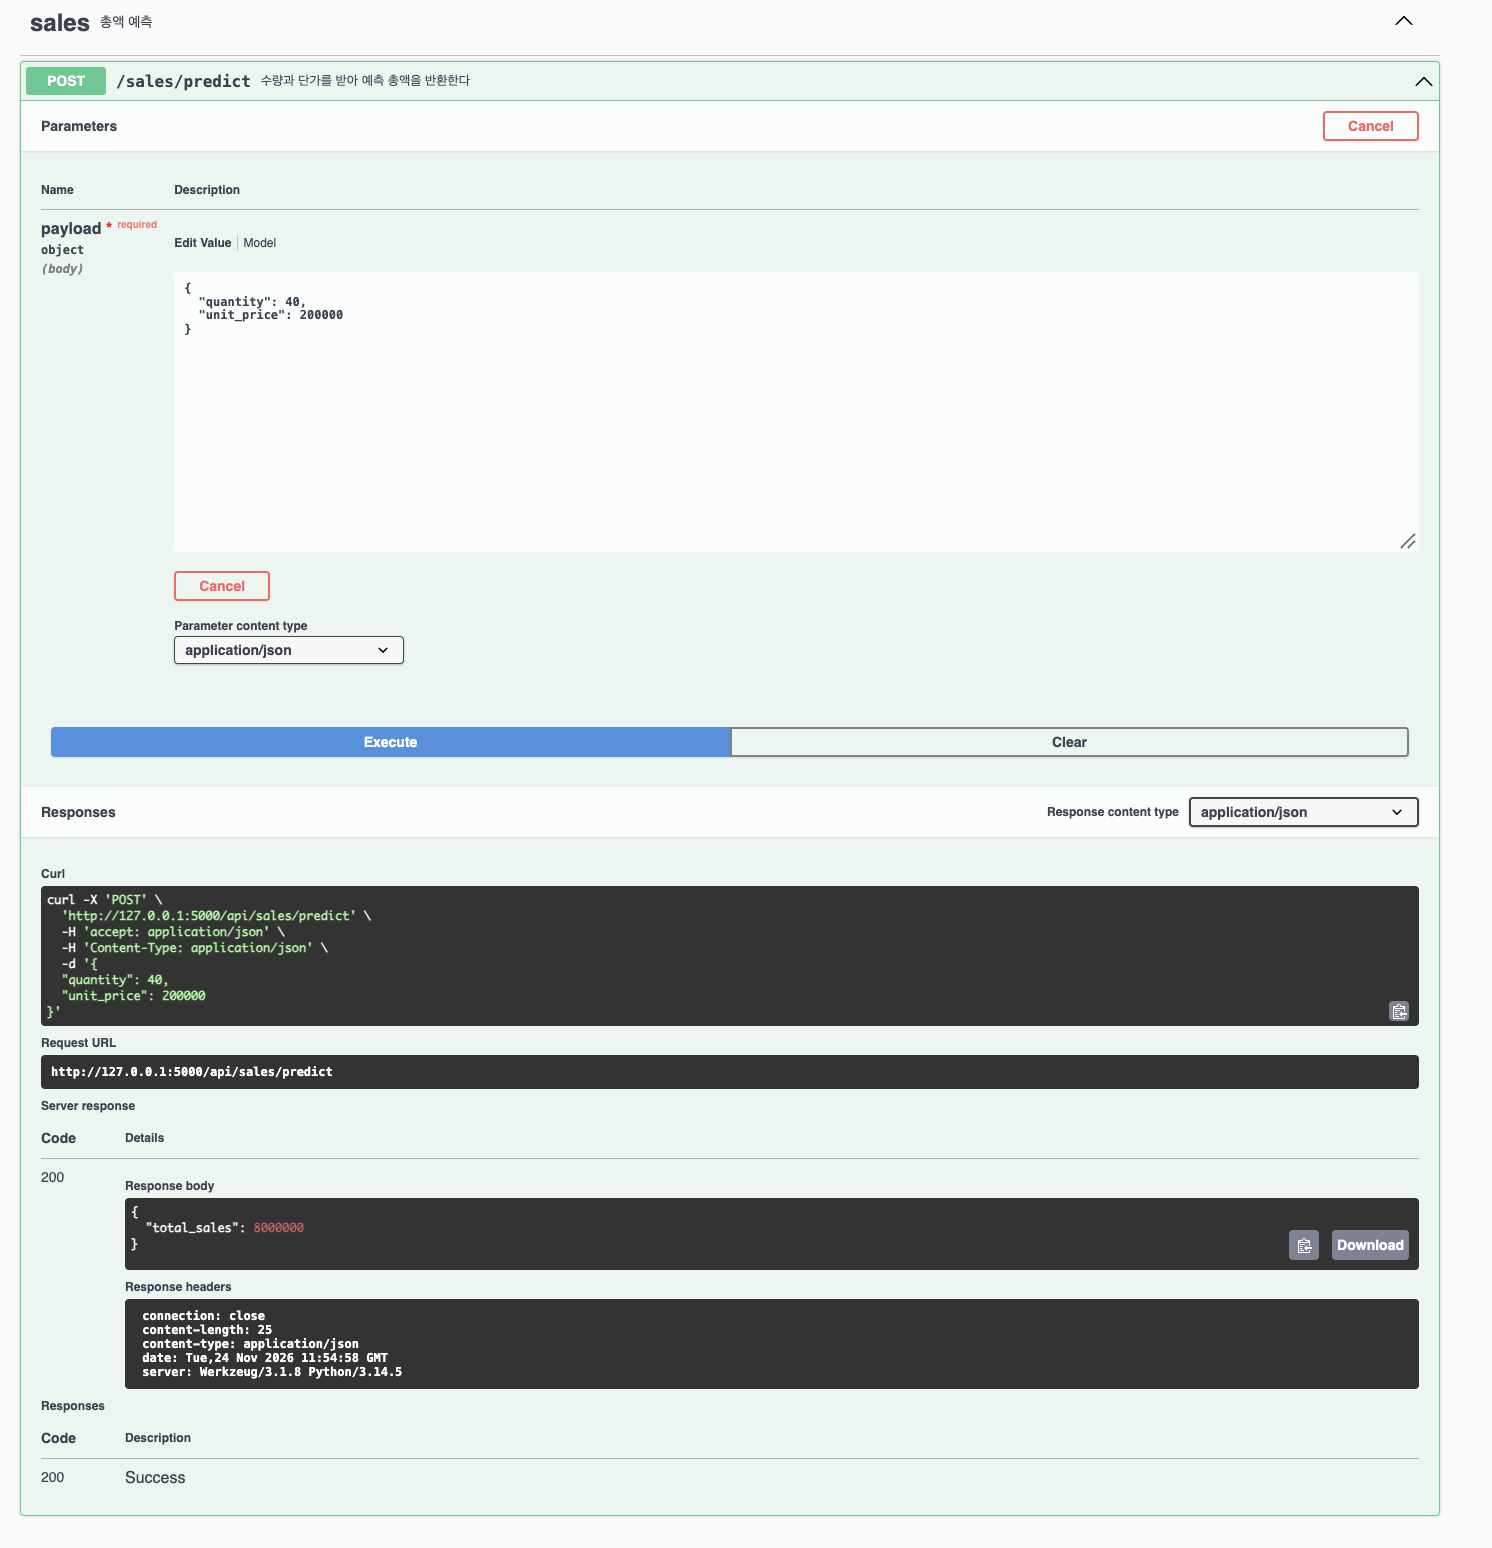 sales 총액 예측
POST /sales/predict 수량과 단가를 받아 예측 총액을 반환한다
Parameters
Cancel
Name Description
payload * required
object
(body)
Edit Value Model
{
  "quantity": 40,
  "unit_price": 200000
}
Cancel
Parameter content type
application/json
Execute Clear
Responses
Response content type application/json
Curl
curl -X 'POST' \
  'http://127.0.0.1:5000/api/sales/predict' \
  -H 'accept: application/json' \
  -H 'Content-Type: application/json' \
  -d '{
  "quantity": 40,
  "unit_price": 200000
}'
Request URL
http://127.0.0.1:5000/api/sales/predict
Server response
Code Details
200
Response body
{
  "total_sales": 8000000
}
Download
Response headers
connection: close
content-length: 25
content-type: application/json
date: Tue,24 Nov 2026 11:54:58 GMT
server: Werkzeug/3.1.8 Python/3.14.5
Responses
Code Description
200 Success